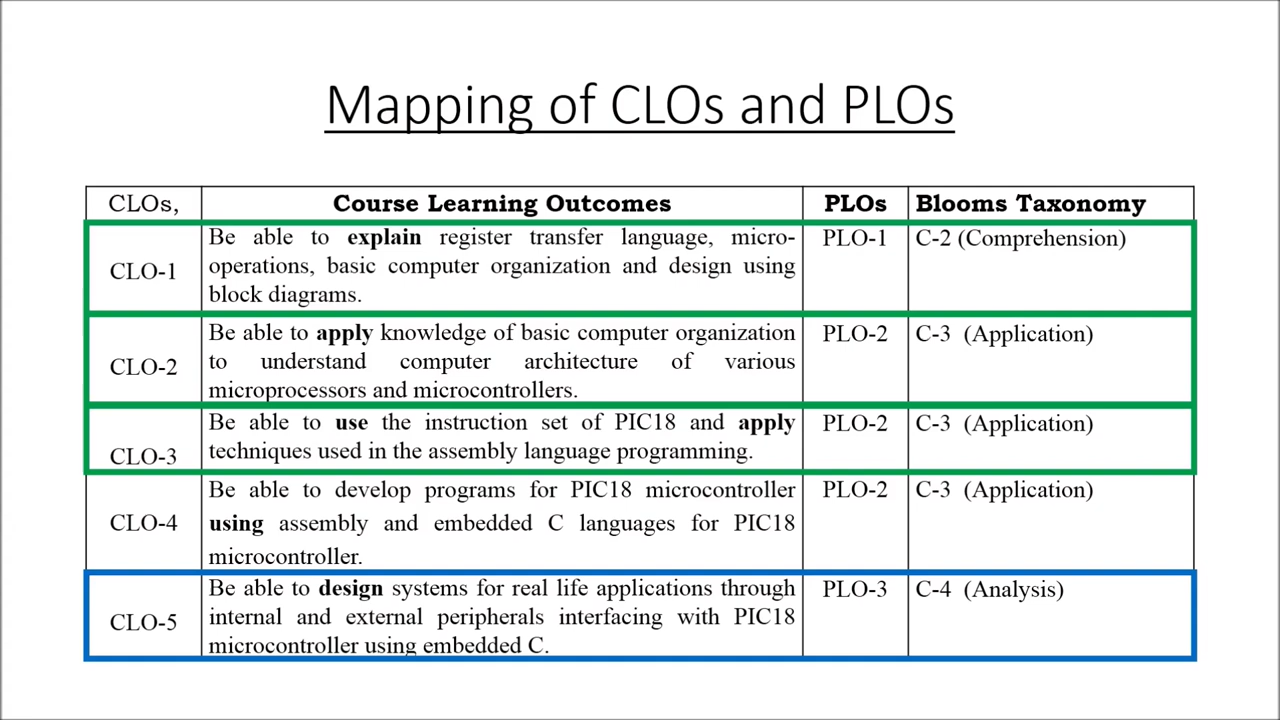 Mapping of CLOs and PLOs
CLOs, Course Learning Outcomes PLOs Blooms Taxonomy
CLO-1
Be able to explain register transfer language, micro-
operations, basic computer organization and design using
block diagrams.
PLO-1
C-2 (Comprehension)
CLO-2
Be able to apply knowledge of basic computer organization
to understand computer architecture of various
microprocessors and microcontrollers.
PLO-2
C-3 (Application)
CLO-3
Be able to use the instruction set of PIC18 and apply
techniques used in the assembly language programming.
PLO-2
C-3 (Application)
CLO-4
Be able to develop programs for PIC18 microcontroller
using assembly and embedded C languages for PIC18
microcontroller.
PLO-2
C-3 (Application)
CLO-5
Be able to design systems for real life applications through
internal and external peripherals interfacing with PIC18
microcontroller using embedded C.
PLO-3
C-4 (Analysis)